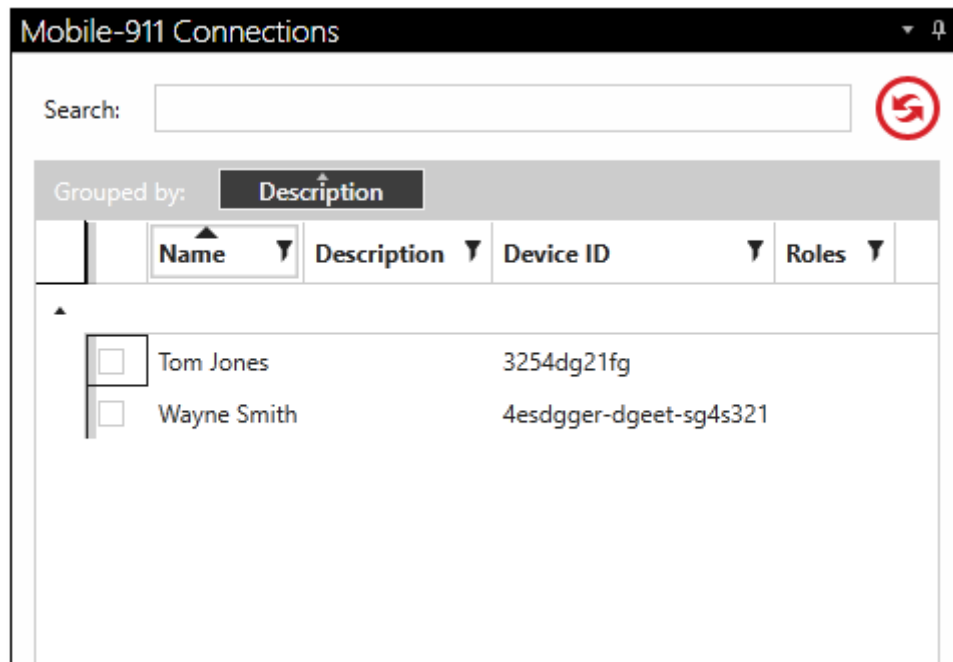 Mobile-911 Connections
Search:
Grouped by: Description
Name Description Device ID Roles
Tom Jones 3254dg21fg
Wayne Smith 4esdgger-dgeet-sg4s321